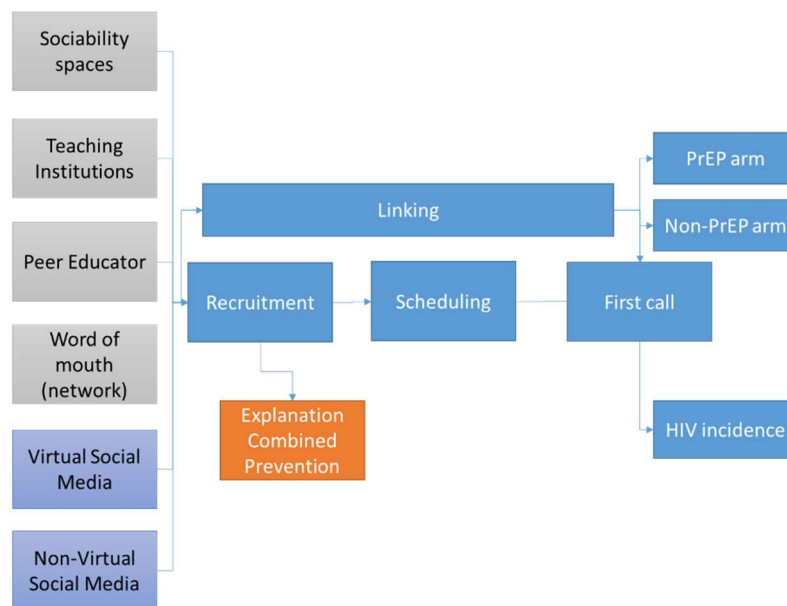 Sociability
spaces
Teaching
Institutions
Peer Educator
Word of
mouth
(network)
Virtual Social
Media
Non-Virtual
Social Media
Linking
Recruitment
Scheduling
First call
Explanation
Combined
Prevention
PrEP arm
Non-PrEP arm
HIV incidence